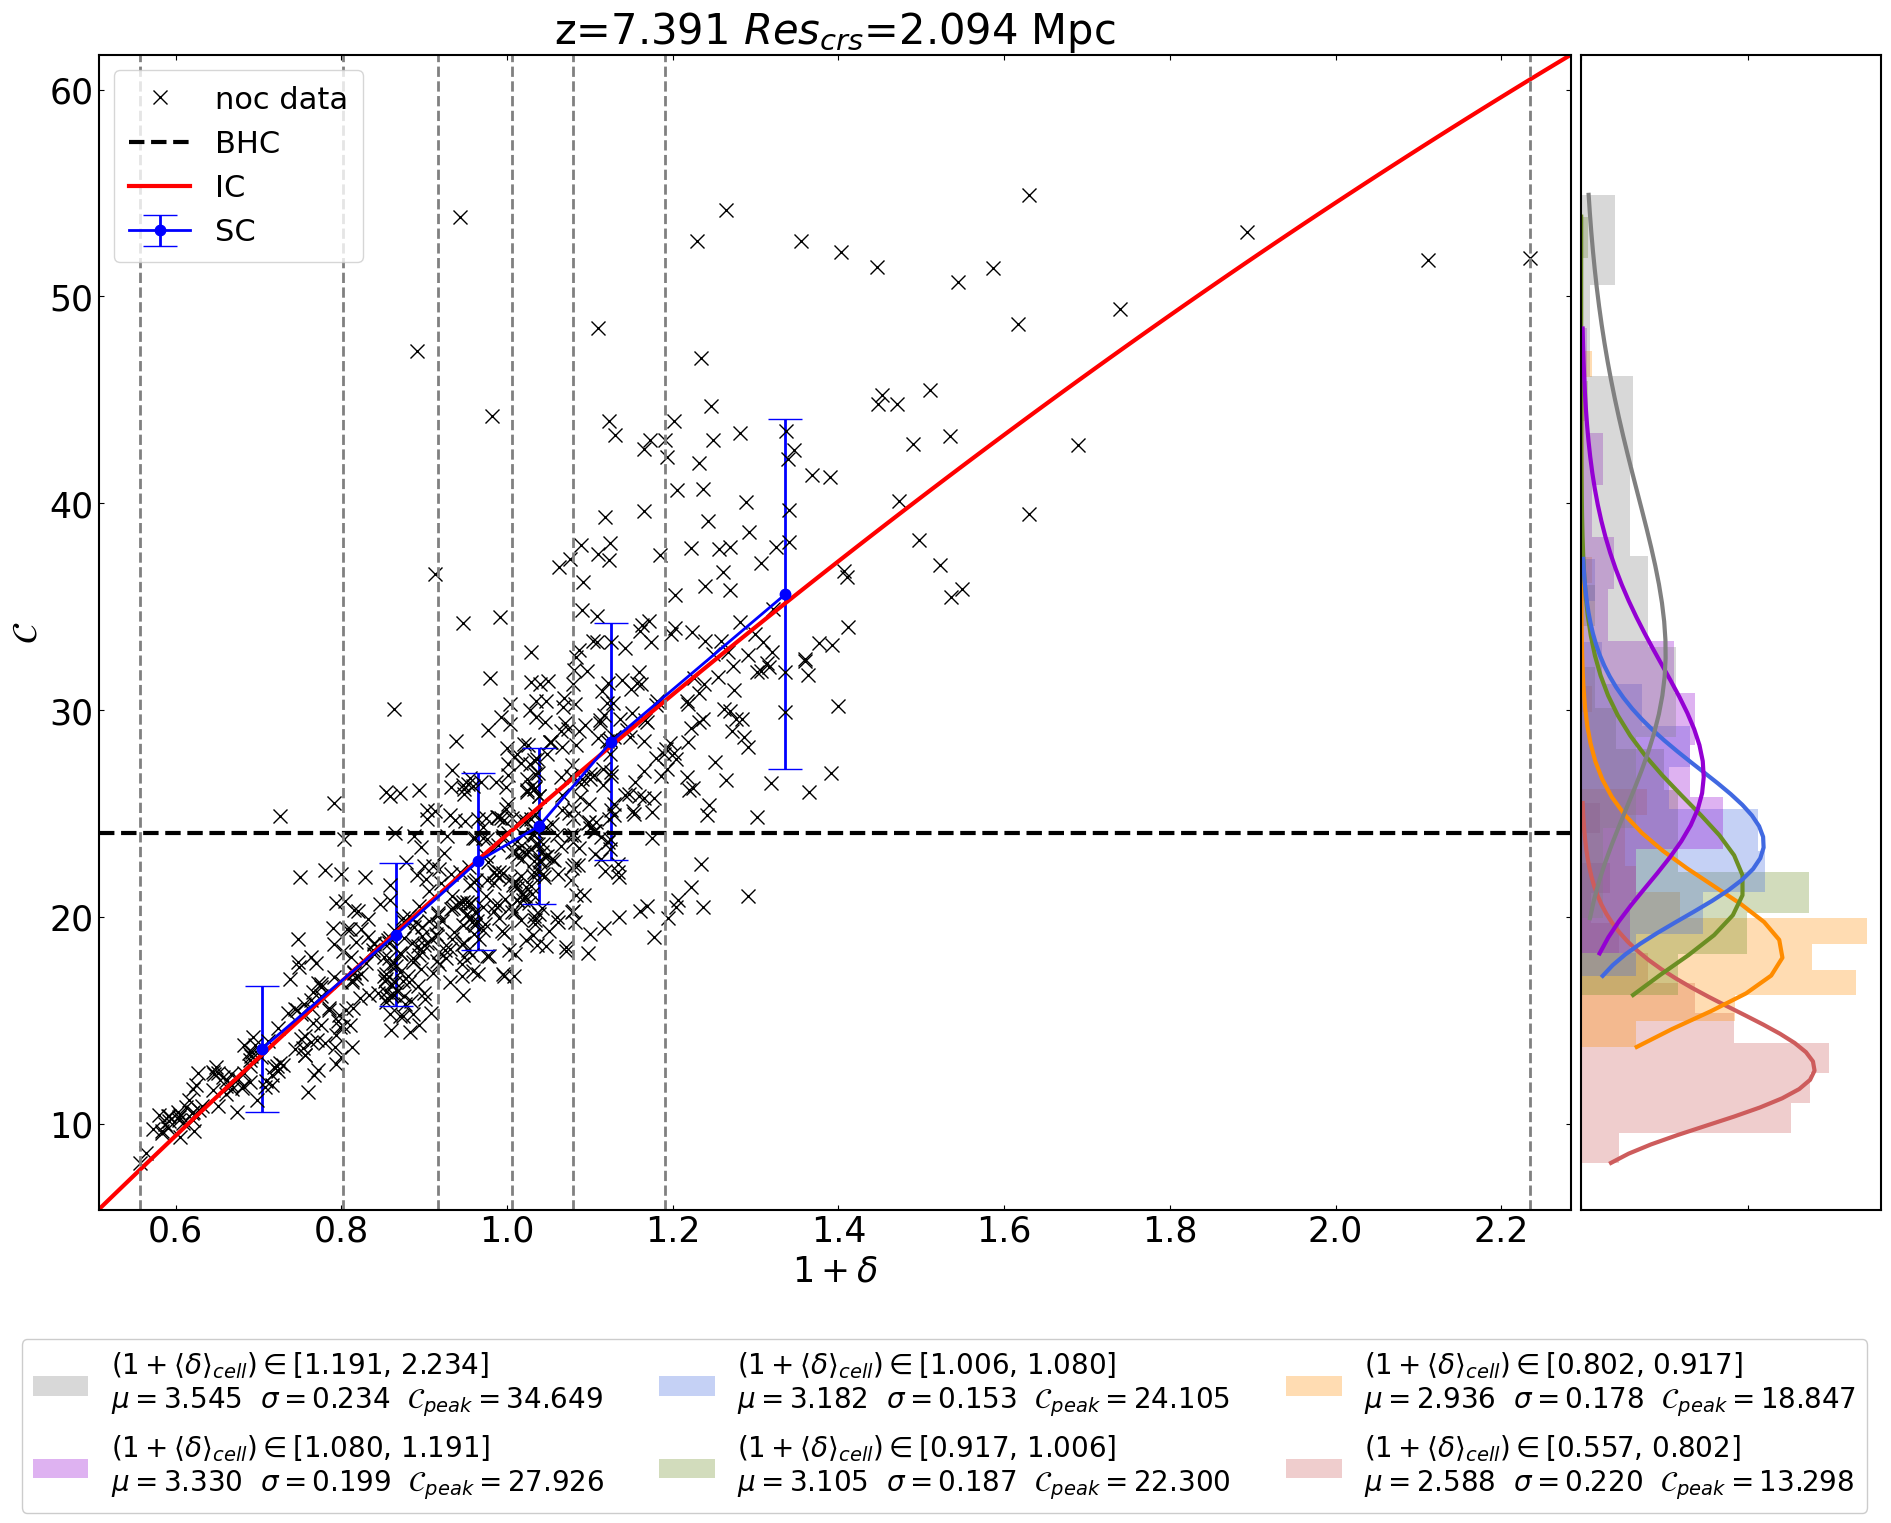 z=7.391 Res_crs=2.094 Mpc
noc data
BHC
IC
SC
60
50
40
30
20
10
𝒞
0.6 0.8 1.0 1.2 1.4 1.6 1.8 2.0 2.2
1 + δ
(1 + ⟨δ⟩_cell) ∈ [1.191, 2.234]
μ = 3.545 σ = 0.234 𝒞_peak = 34.649
(1 + ⟨δ⟩_cell) ∈ [1.080, 1.191]
μ = 3.330 σ = 0.199 𝒞_peak = 27.926
(1 + ⟨δ⟩_cell) ∈ [1.006, 1.080]
μ = 3.182 σ = 0.153 𝒞_peak = 24.105
(1 + ⟨δ⟩_cell) ∈ [0.917, 1.006]
μ = 3.105 σ = 0.187 𝒞_peak = 22.300
(1 + ⟨δ⟩_cell) ∈ [0.802, 0.917]
μ = 2.936 σ = 0.178 𝒞_peak = 18.847
(1 + ⟨δ⟩_cell) ∈ [0.557, 0.802]
μ = 2.588 σ = 0.220 𝒞_peak = 13.298